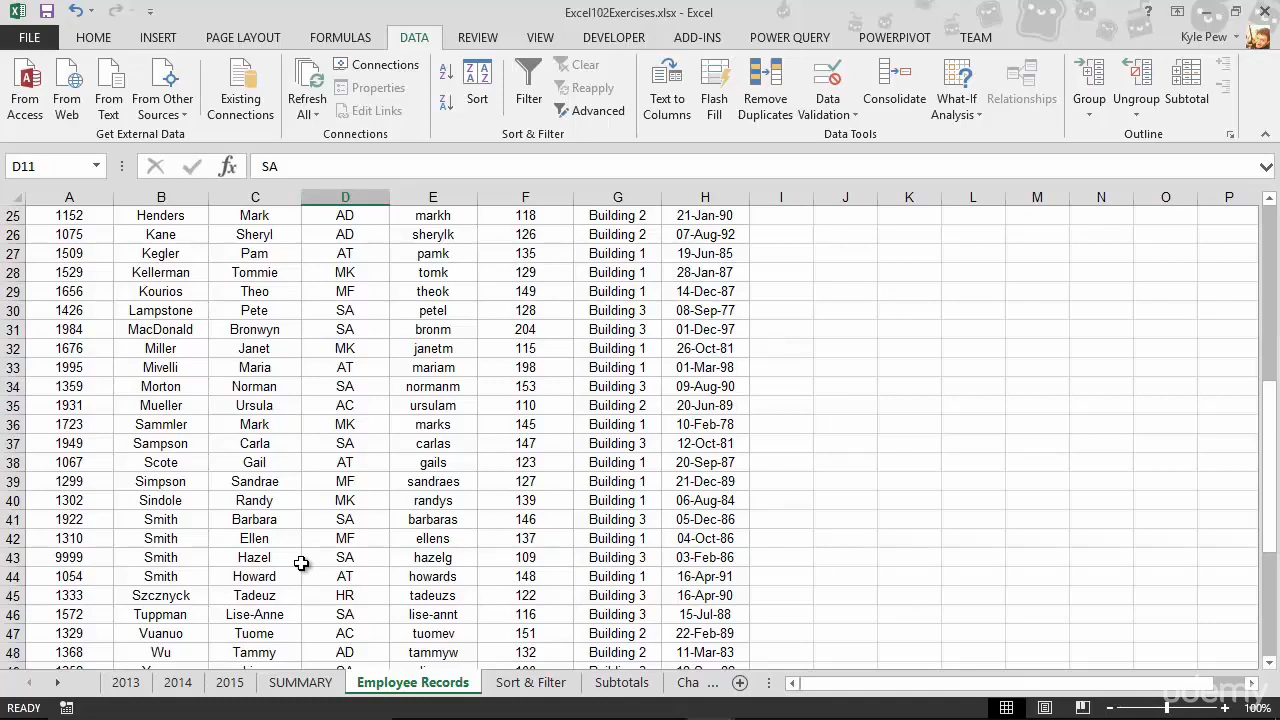 Excel102Exercises.xlsx - Excel
FILE HOME INSERT PAGE LAYOUT FORMULAS DATA REVIEW VIEW DEVELOPER ADD-INS POWER QUERY POWERPIVOT TEAM Kyle Pew
From Access
From Web
From Text
From Other Sources
Existing Connections
Get External Data
Refresh All
Connections
Properties
Edit Links
Connections
Sort
Filter
Clear
Reapply
Advanced
Sort & Filter
Text to Columns
Flash Fill
Remove Duplicates
Data Validation
Consolidate
What-If Analysis
Relationships
Data Tools
Group
Ungroup
Subtotal
Outline
D11 fx SA
A B C D E F G H I J K L M N O P
25 1152 Henders Mark AD markh 118 Building 2 21-Jan-90
26 1075 Kane Sheryl AD sherylk 126 Building 2 07-Aug-92
27 1509 Kegler Pam AT pamk 135 Building 1 19-Jun-85
28 1529 Kellerman Tommie MK tomk 129 Building 1 28-Jan-87
29 1656 Kourios Theo MF theok 149 Building 1 14-Dec-87
30 1426 Lampstone Pete SA petel 128 Building 3 08-Sep-77
31 1984 MacDonald Bronwyn SA bronm 204 Building 3 01-Dec-97
32 1676 Miller Janet MK janetm 115 Building 1 26-Oct-81
33 1995 Mivelli Maria AT mariam 198 Building 1 01-Mar-98
34 1359 Morton Norman SA normanm 153 Building 3 09-Aug-90
35 1931 Mueller Ursula AC ursulam 110 Building 2 20-Jun-89
36 1723 Sammler Mark MK marks 145 Building 1 10-Feb-78
37 1949 Sampson Carla SA carlas 147 Building 3 12-Oct-81
38 1067 Scote Gail AT gails 123 Building 1 20-Sep-87
39 1299 Simpson Sandrae MF sandraes 127 Building 1 21-Dec-89
40 1302 Sindole Randy MK randys 139 Building 1 06-Aug-84
41 1922 Smith Barbara SA barbaras 146 Building 3 05-Dec-86
42 1310 Smith Ellen MF ellens 137 Building 1 04-Oct-86
43 9999 Smith Hazel SA hazelg 109 Building 3 03-Feb-86
44 1054 Smith Howard AT howards 148 Building 1 16-Apr-91
45 1333 Szcznyck Tadeuz HR tadeuzs 122 Building 3 16-Apr-90
46 1572 Tuppman Lise-Anne SA lise-annt 116 Building 3 15-Jul-88
47 1329 Vuanuo Tuome AC tuomev 151 Building 2 22-Feb-89
48 1368 Wu Tammy AD tammyw 132 Building 2 11-Mar-83
2013 2014 2015 SUMMARY Employee Records Sort & Filter Subtotals Cha ...
READY 100%
udemy